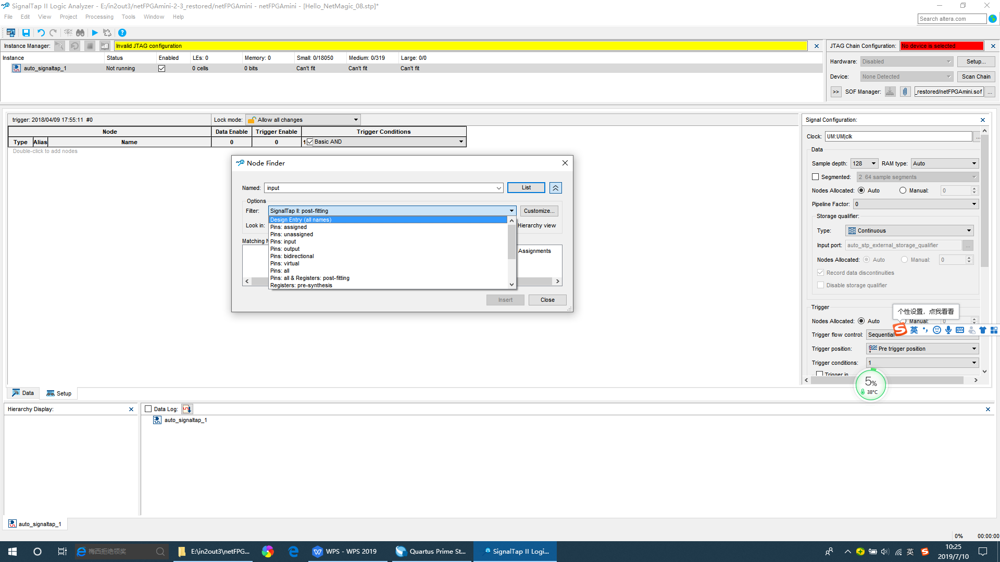 SignalTap II Logic Analyzer - E:/in2out3/netFPGAmini-2-3_restored/netFPGAmini - netFPGAmini - [Hello_NetMagic_08.stp]*
File Edit View Project Processing Tools Window Help
Search altera.com
Instance Manager: Invalid JTAG configuration
JTAG Chain Configuration: No device is selected
Instance Status Enabled LEs: 0 Memory: 0 Small: 0/18050 Medium: 0/319 Large: 0/0
auto_signaltap_1 Not running 0 cells 0 bits Can't fit Can't fit Can't fit
Hardware: Disabled Setup...
Device: None Detected Scan Chain
>> SOF Manager: _restored/netFPGAmini.sof ...
trigger: 2018/04/09 17:55:11 #0 Lock mode: Allow all changes
Node Data Enable Trigger Enable Trigger Conditions
Type Alias Name 0 0 1 Basic AND
Double-click to add nodes
Node Finder
Named: input List
Options
Filter: SignalTap II: post-fitting Customize...
Design Entry (all names)
Look in: Hierarchy view
Pins: assigned
Pins: unassigned
Matching N
Pins: input
Pins: output
Assignments
Pins: bidirectional
Pins: virtual
Pins: all
Pins: all & Registers: post-fitting
Registers: pre-synthesis
Insert Close
Signal Configuration:
Clock: UM:UM|clk ...
Data
Sample depth: 128 RAM type: Auto
Segmented: 2 64 sample segments
Nodes Allocated: Auto Manual: 0
Pipeline Factor: 0
Storage qualifier:
Type: Continuous
Input port: auto_stp_external_storage_qualifier ...
Nodes Allocated: Auto Manual: 0
Record data discontinuities
Disable storage qualifier
Trigger
个性设置，点我看看
Nodes Allocated: Auto Manual: 0
英
Trigger flow control: Sequential
Trigger position: Pre trigger position
Trigger conditions: 1
Trigger in
5%
38°C
Data Setup
Hierarchy Display:
Data Log:
auto_signaltap_1
auto_signaltap_1
0% 00:00:00
梅西拒绝领奖
E:\in2out3\netFPG...
WPS - WPS 2019
Quartus Prime St...
SignalTap II Logi...
英
10:25
2019/7/10